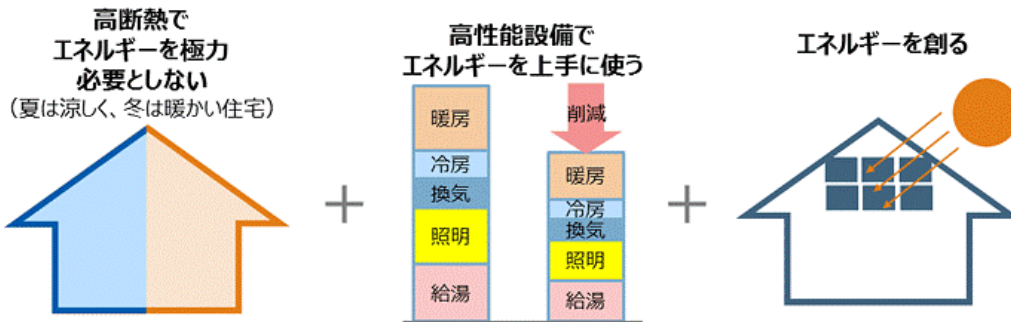 高断熱で
エネルギーを極力
必要としない
（夏は涼しく、冬は暖かい住宅）
高性能設備で
エネルギーを上手に使う
暖房
冷房
換気
照明
給湯
削減
暖房
冷房
換気
照明
給湯
エネルギーを創る